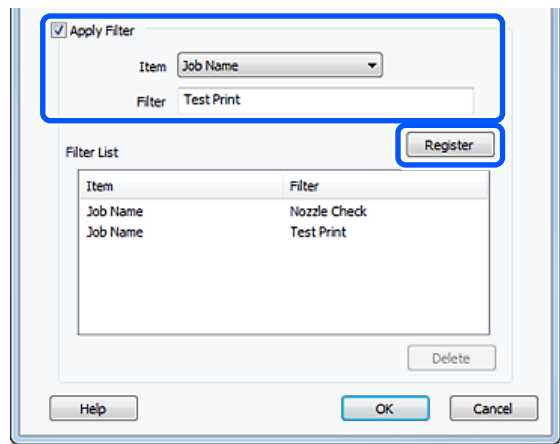 Apply Filter
Item Job Name
Filter Test Print
Register
Filter List
Item Filter
Job Name Nozzle Check
Job Name Test Print
Delete
Help OK Cancel